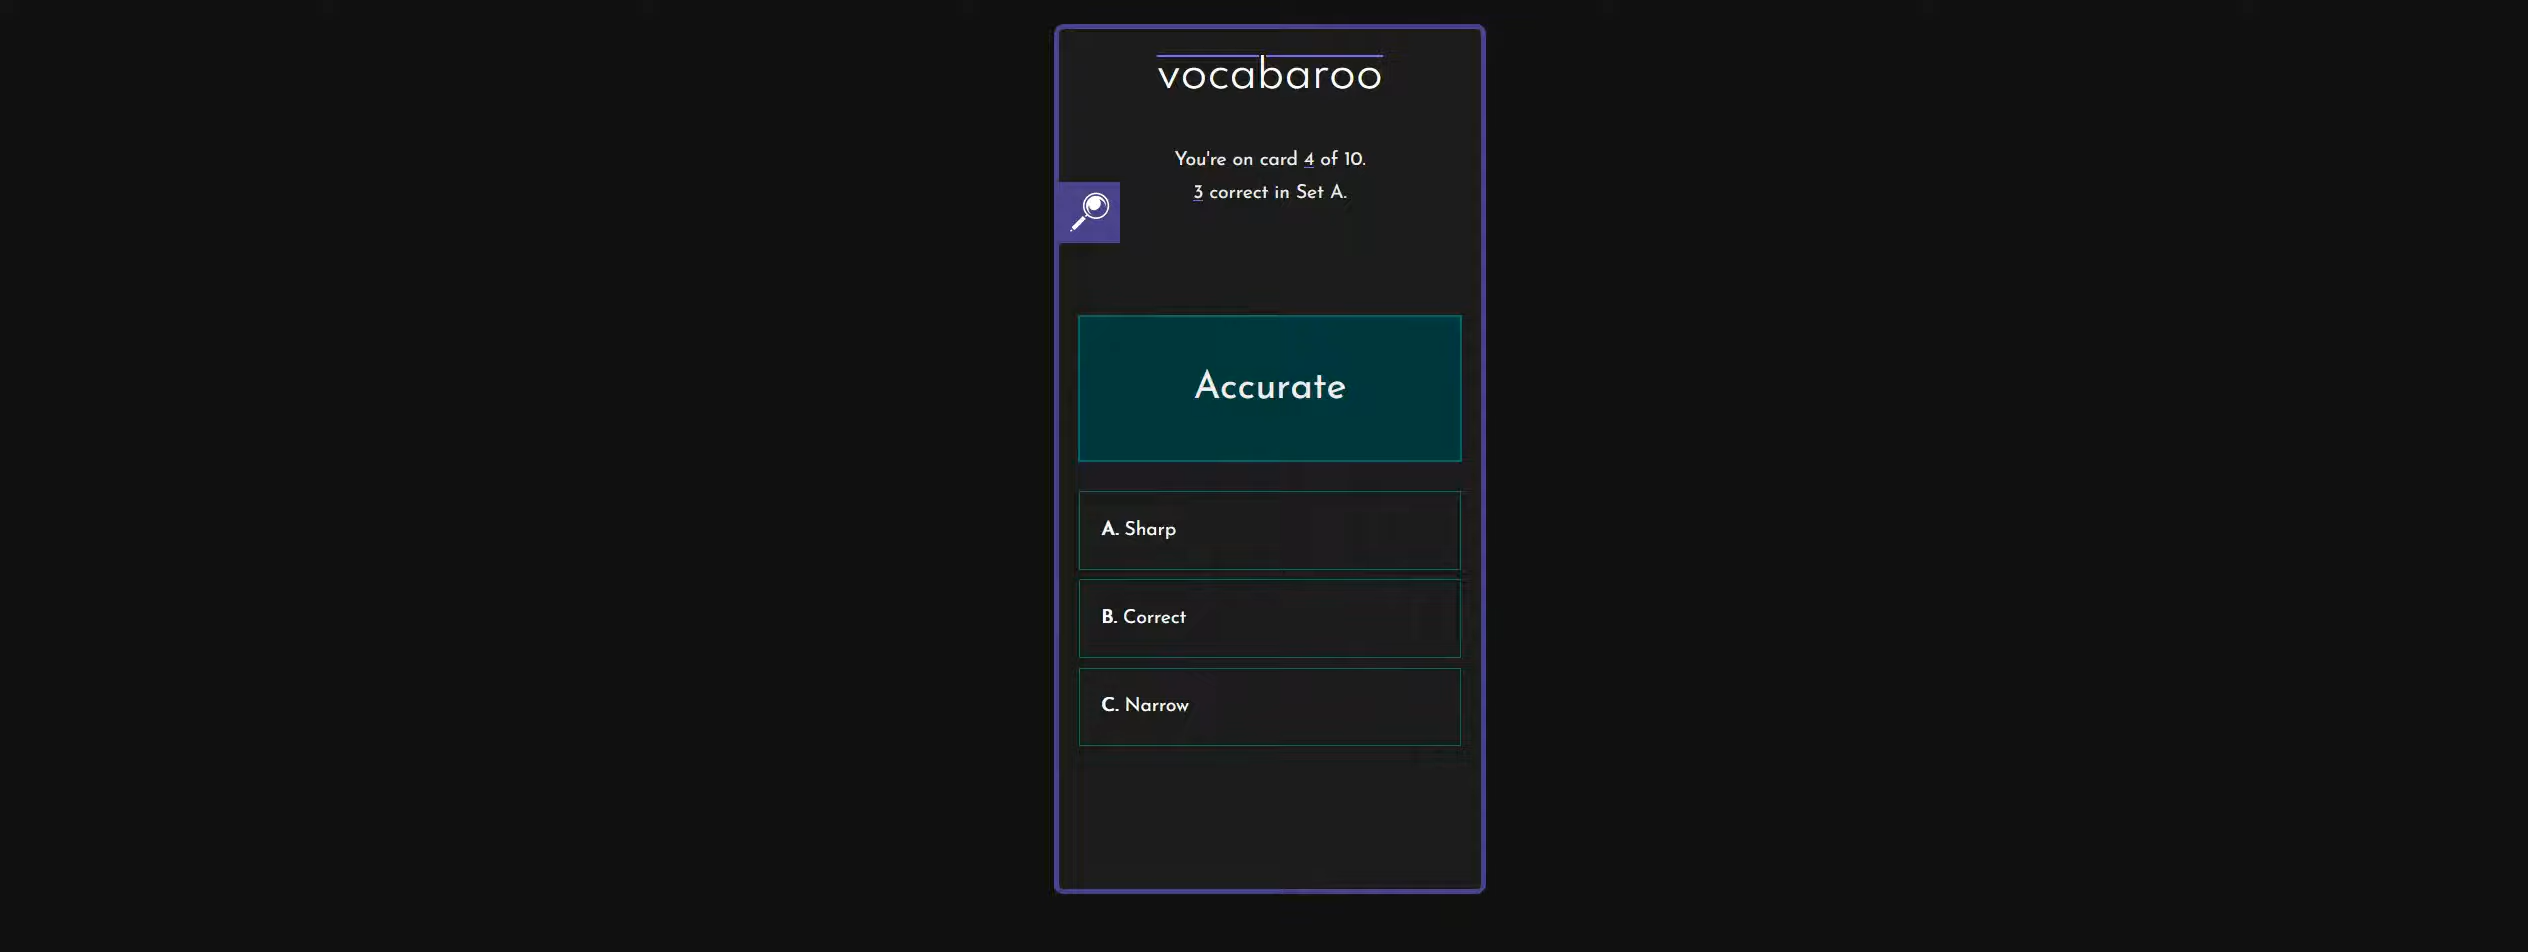 vocabaroo
You're on card 4 of 10.
3 correct in Set A.
Accurate
A. Sharp
B. Correct
C. Narrow